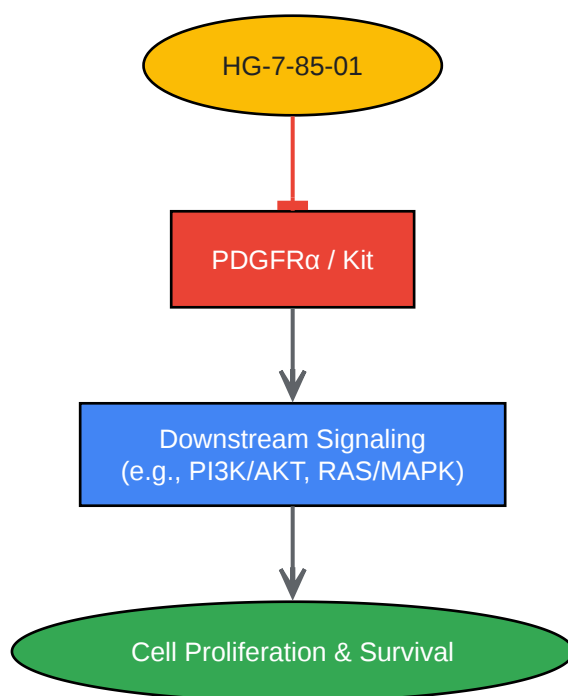 HG-7-85-01
PDGFRα / Kit
Downstream Signaling
(e.g., PI3K/AKT, RAS/MAPK)
Cell Proliferation & Survival